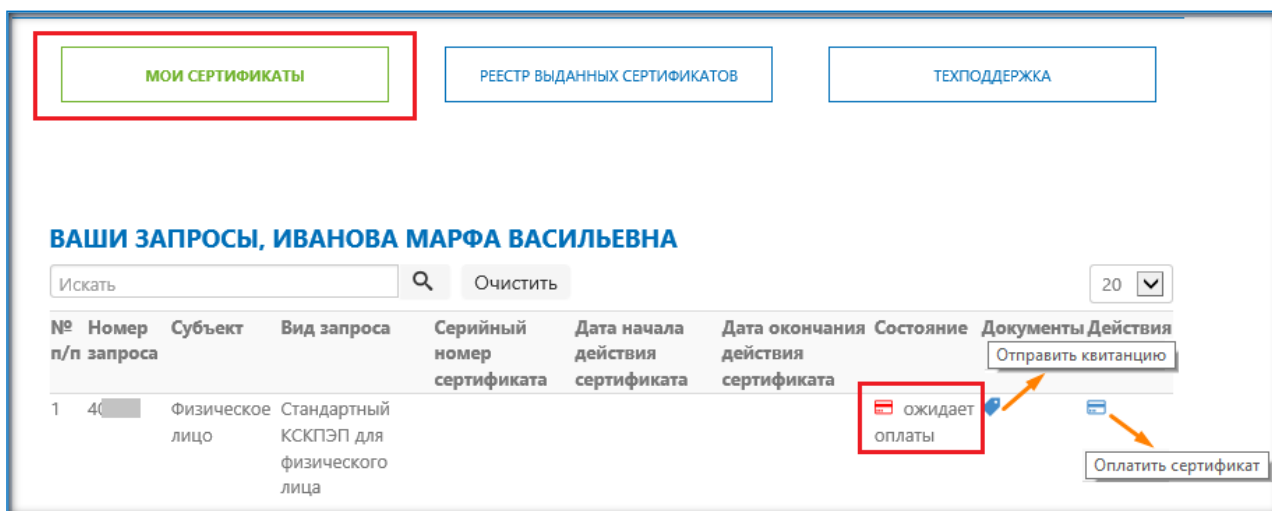 МОИ СЕРТИФИКАТЫ
РЕЕСТР ВЫДАННЫХ СЕРТИФИКАТОВ
ТЕХПОДДЕРЖКА
ВАШИ ЗАПРОСЫ, ИВАНОВА МАРФА ВАСИЛЬЕВНА
Искать
Очистить
20
№ Номер Субъект Вид запроса Серийный Дата начала Дата окончания Состояние Документы Действия
п/п запроса номер действия действия Отправить квитанцию
сертификата сертификата сертификата
1 40 Физическое Стандартный ожидает
лицо КСКПЭП для оплаты
физического Оплатить сертификат
лица